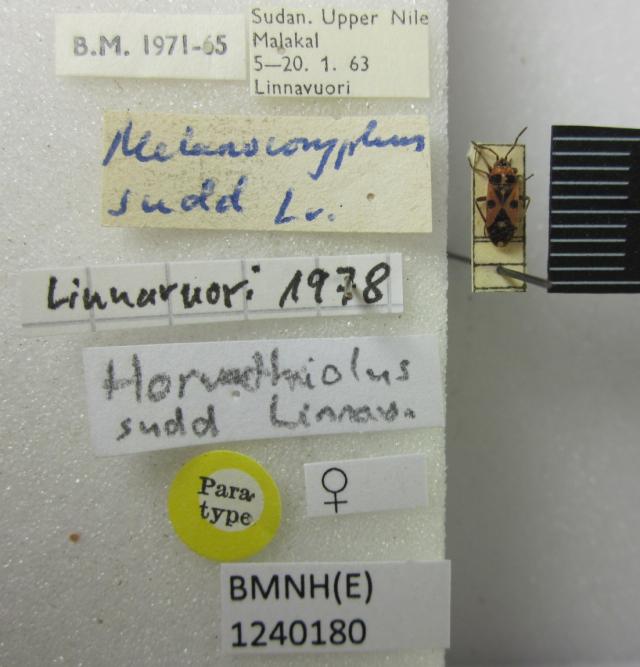 B.M. 1971-65
Sudan. Upper Nile
Malakal
5—20. 1. 63
Linnavuori
Melanocoryphus
sudd Lv.
Linnavuori 1978
Horvathiolus
sudd Linnav.
Para-
type
♀
BMNH(E)
1240180